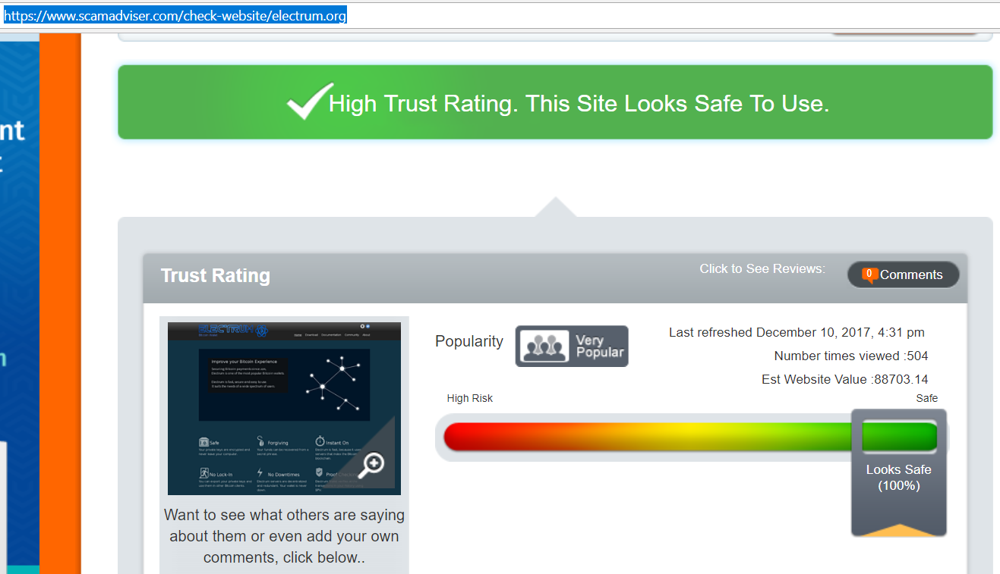 https://www.scamadviser.com/check-website/electrum.org
nt
High Trust Rating. This Site Looks Safe To Use.
Trust Rating
Click to See Reviews:
0 Comments
ELECTRUM
Home Download Documentation Community About
Improve your Bitcoin Experience
Safe
Forgiving
Instant On
No Lock-In
No Downtimes
Popularity
Very
Popular
Last refreshed December 10, 2017, 4:31 pm
Number times viewed :504
Est Website Value :88703.14
High Risk
Safe
Looks Safe
(100%)
Want to see what others are saying
about them or even add your own
comments, click below..